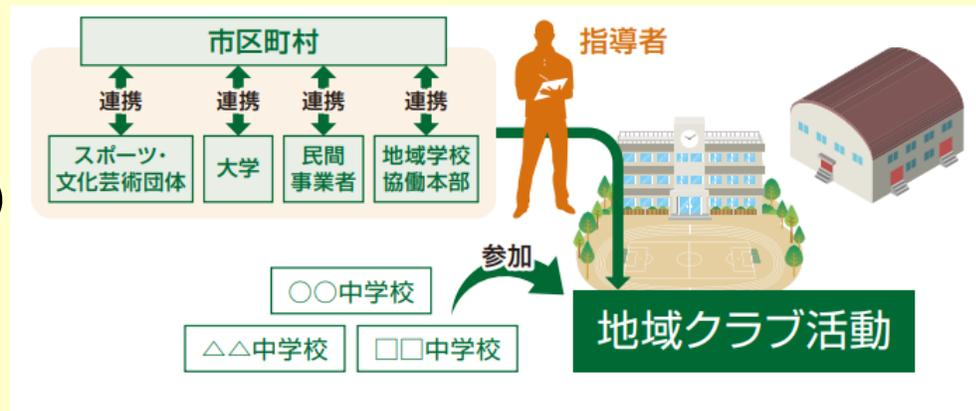 市区町村
指導者
連携
連携
連携
連携
スポーツ・
文化芸術団体
大学
民間
事業者
地域学校
協働本部
参加
○○中学校
△△中学校
□□中学校
地域クラブ活動